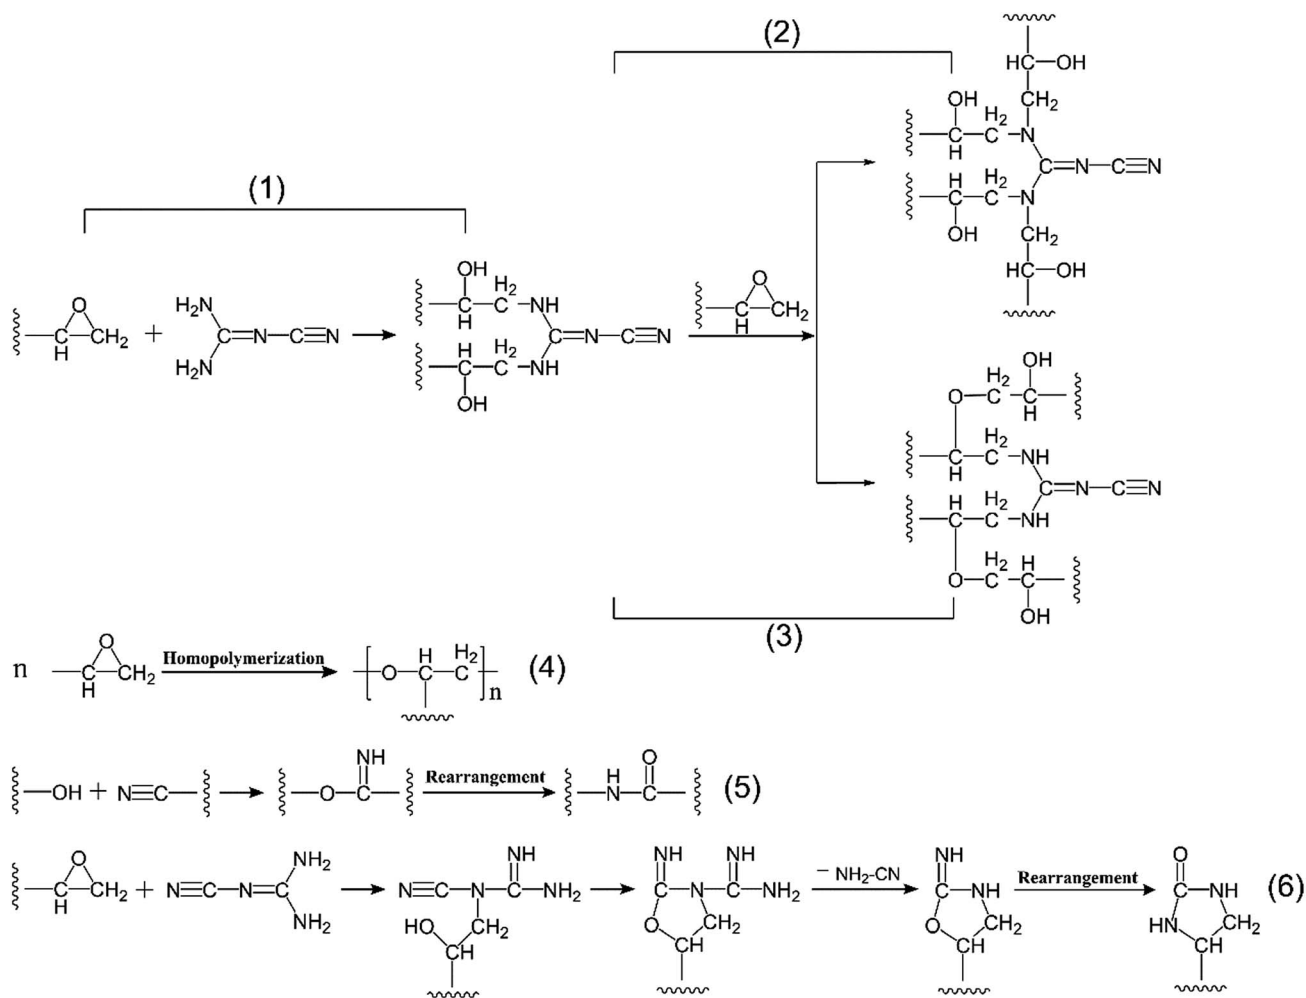 (2)
HC—OH
CH2
OH
H2
C—C—N
H
(1)
C=N—C≡N
H H2
C—C—N
OH
CH2
HC—OH
OH
H2
C—C—NH
H
O
C—CH2
H
+
H2N
C=N—C≡N
H2N
C=N—C≡N
H H2
C—C—NH
OH
O
C—CH2
H
OH
H2
O—C—C
H
H2
C—C—NH
H
C=N—C≡N
H H2
C—C—NH
H2 H
O—C—C
OH
(3)
n
O
C—CH2
H
Homopolymerization
[O—C—C]n
H H2
(4)
—OH + N≡C—
NH
—O—C—
Rearrangement
H O
—N—C—
(5)
O
C—CH2
H
+
N≡C—N=C
NH2
NH2
NH
N≡C—N—C—NH2
HO CH2
CH
NH NH
C—N—C—NH2
O CH2
CH
– NH2-CN
NH
C—NH
O CH2
CH
Rearrangement
O
C—NH
HN CH2
CH
(6)